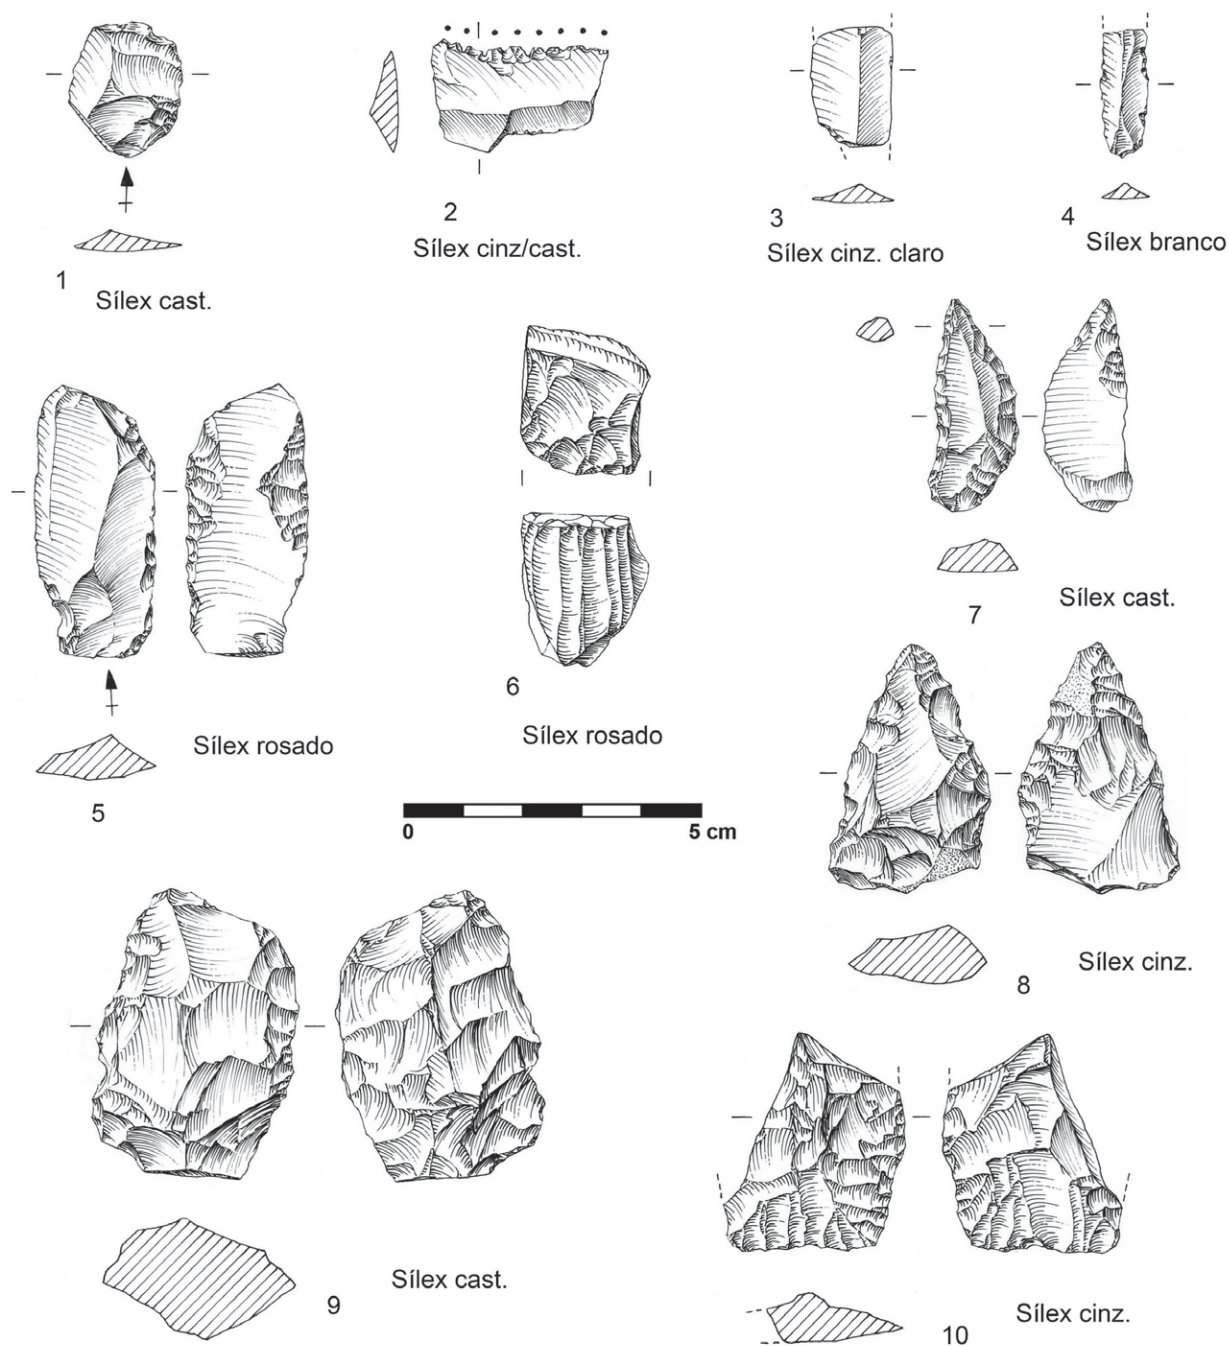 1
Sílex cast.
2
Sílex cinz/cast.
3
Sílex cinz. claro
4
Sílex branco
5
Sílex rosado
6
Sílex rosado
7
Sílex cast.
8
Sílex cinz.
0 5 cm
9
Sílex cast.
10
Sílex cinz.